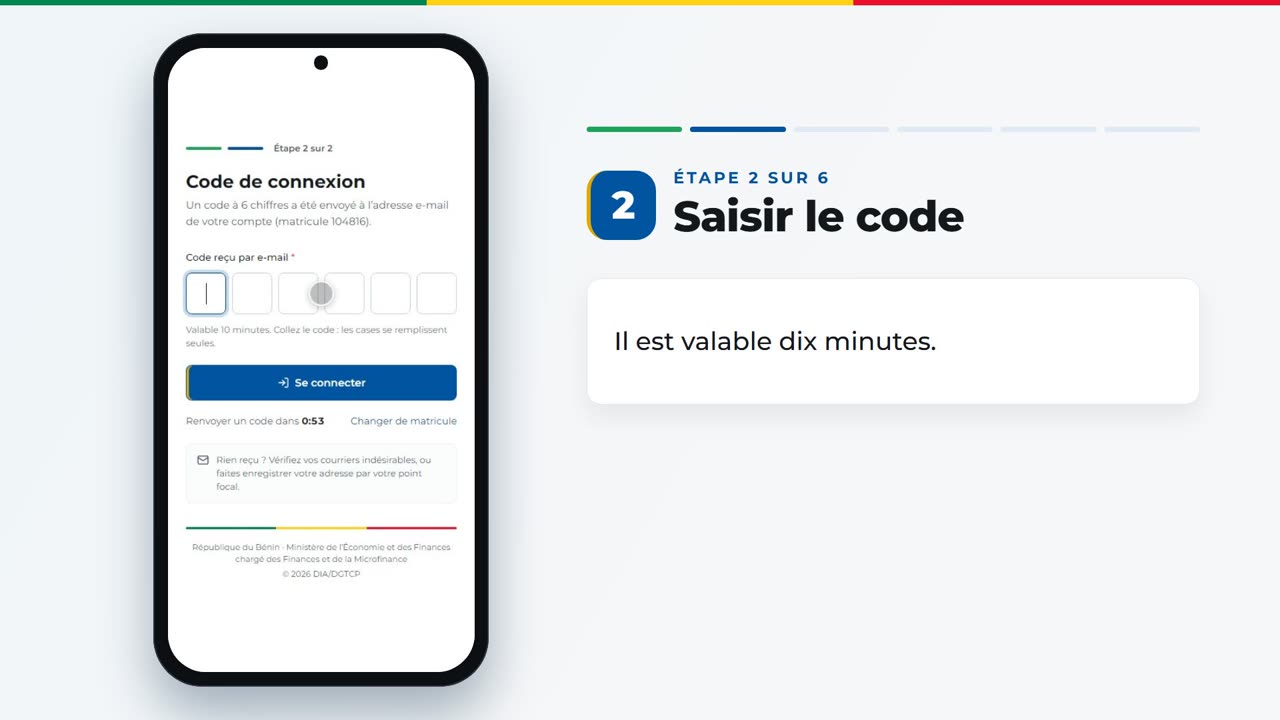 Étape 2 sur 2
Code de connexion
Un code à 6 chiffres a été envoyé à l'adresse e-mail
de votre compte (matricule 104816).
Code reçu par e-mail *
Valable 10 minutes. Collez le code : les cases se remplissent
seules.
Se connecter
Renvoyer un code dans 0:53
Changer de matricule
Rien reçu ? Vérifiez vos courriers indésirables, ou
faites enregistrer votre adresse par votre point
focal.
République du Bénin · Ministère de l'Économie et des Finances
chargé des Finances et de la Microfinance
© 2026 DIA/DGTCP
2
ÉTAPE 2 SUR 6
Saisir le code
Il est valable dix minutes.